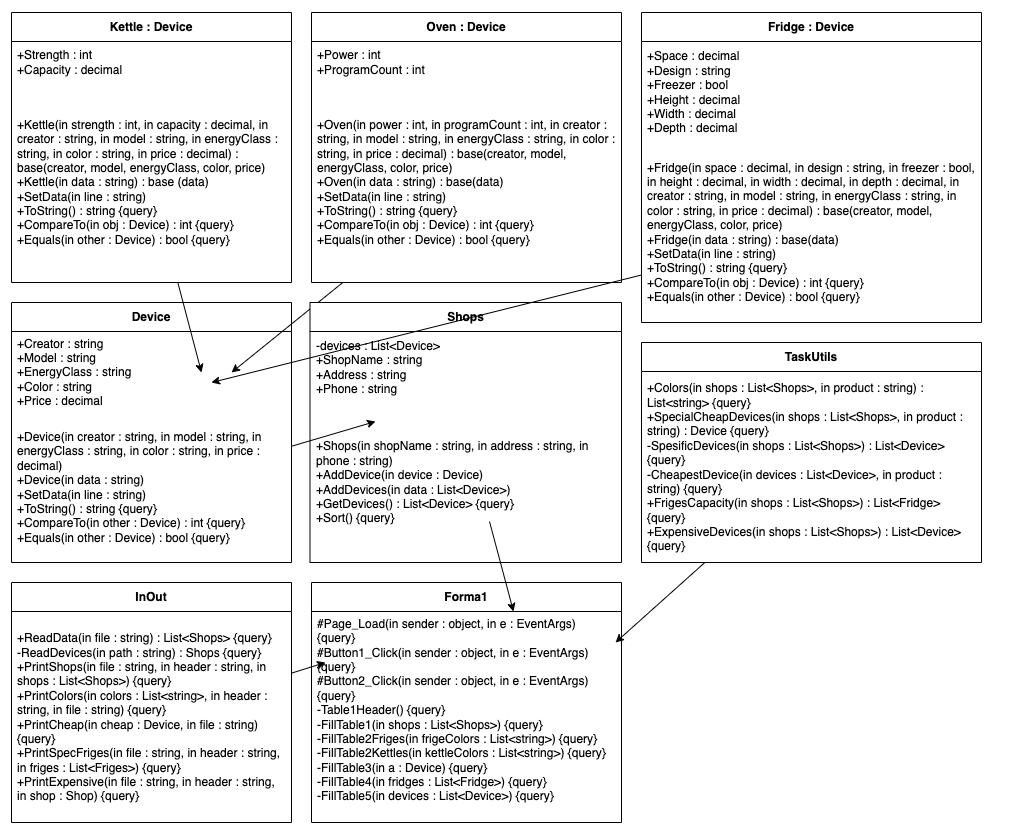 Kettle : Device
+Strength : int
+Capacity : decimal
+Kettle(in strength : int, in capacity : decimal, in
creator : string, in model : string, in energyClass :
string, in color : string, in price : decimal) :
base(creator, model, energyClass, color, price)
+Kettle(in data : string) : base (data)
+SetData(in line : string)
+ToString() : string {query}
+CompareTo(in obj : Device) : int {query}
+Equals(in other : Device) : bool {query}
Oven : Device
+Power : int
+ProgramCount : int
+Oven(in power : int, in programCount : int, in creator :
string, in model : string, in energyClass : string, in color :
string, in price : decimal) : base(creator, model,
energyClass, color, price)
+Oven(in data : string) : base(data)
+SetData(in line : string)
+ToString() : string {query}
+CompareTo(in obj : Device) : int {query}
+Equals(in other : Device) : bool {query}
Fridge : Device
+Space : decimal
+Design : string
+Freezer : bool
+Height : decimal
+Width : decimal
+Depth : decimal
+Fridge(in space : decimal, in design : string, in freezer : bool,
in height : decimal, in width : decimal, in depth : decimal, in
creator : string, in model : string, in energyClass : string, in
color : string, in price : decimal) : base(creator, model,
energyClass, color, price)
+Fridge(in data : string) : base(data)
+SetData(in line : string)
+ToString() : string {query}
+CompareTo(in obj : Device) : int {query}
+Equals(in other : Device) : bool {query}
Device
+Creator : string
+Model : string
+EnergyClass : string
+Color : string
+Price : decimal
+Device(in creator : string, in model : string, in
energyClass : string, in color : string, in price :
decimal)
+Device(in data : string)
+SetData(in line : string)
+ToString() : string {query}
+CompareTo(in other : Device) : int {query}
+Equals(in other : Device) : bool {query}
Shops
-devices : List<Device>
+ShopName : string
+Address : string
+Phone : string
+Shops(in shopName : string, in address : string, in
phone : string)
+AddDevice(in device : Device)
+AddDevices(in data : List<Device>)
+GetDevices() : List<Device> {query}
+Sort() {query}
TaskUtils
+Colors(in shops : List<Shops>, in product : string) :
List<string> {query}
+SpecialCheapDevices(in shops : List<Shops>, in product :
string) : Device {query}
-SpesificDevices(in shops : List<Shops>) : List<Device>
{query}
-CheapestDevice(in devices : List<Device>, in product :
string) : string {query}
+FrigesCapacity(in shops : List<Shops>) : List<Fridge>
{query}
+ExpensiveDevices(in shops : List<Shops>) : List<Device>
{query}
InOut
+ReadData(in file : string) : List<Shops> {query}
-ReadDevices(in path : string) : Shops {query}
+PrintShops(in file : string, in header : string, in
shops : List<Shops>) {query}
+PrintColors(in colors : List<string>, in header :
string, in file : string) {query}
+PrintCheap(in cheap : Device, in file : string)
{query}
+PrintSpecFriges(in file : string, in header : string,
in friges : List<Friges>) {query}
+PrintExpensive(in file : string, in header : string,
in shop : Shop) {query}
Forma1
#Page_Load(in sender : object, in e : EventArgs)
{query}
#Button1_Click(in sender : object, in e : EventArgs)
{query}
#Button2_Click(in sender : object, in e : EventArgs)
{query}
-Table1Header() {query}
-FillTable1(in shops : List<Shops>) {query}
-FillTable2Friges(in frigeColors : List<string>) {query}
-FillTable2Kettles(in kettleColors : List<string>) {query}
-FillTable3(in a : Device) {query}
-FillTable4(in fridges : List<Fridge>) {query}
-FillTable5(in devices : List<Device>) {query}